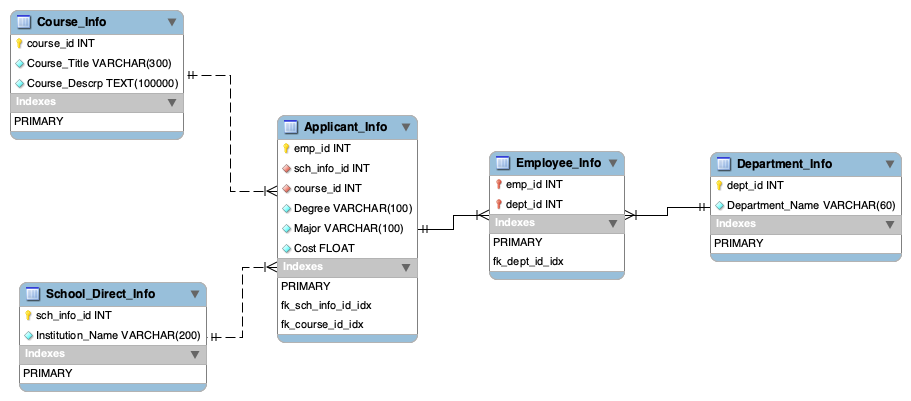 Course_Info
course_id INT
Course_Title VARCHAR(300)
Course_Descrp TEXT(100000)
Indexes
PRIMARY
Applicant_Info
emp_id INT
sch_info_id INT
course_id INT
Degree VARCHAR(100)
Major VARCHAR(100)
Cost FLOAT
Indexes
PRIMARY
fk_sch_info_id_idx
fk_course_id_idx
Employee_Info
emp_id INT
dept_id INT
Indexes
PRIMARY
fk_dept_id_idx
Department_Info
dept_id INT
Department_Name VARCHAR(60)
Indexes
PRIMARY
School_Direct_Info
sch_info_id INT
Institution_Name VARCHAR(200)
Indexes
PRIMARY